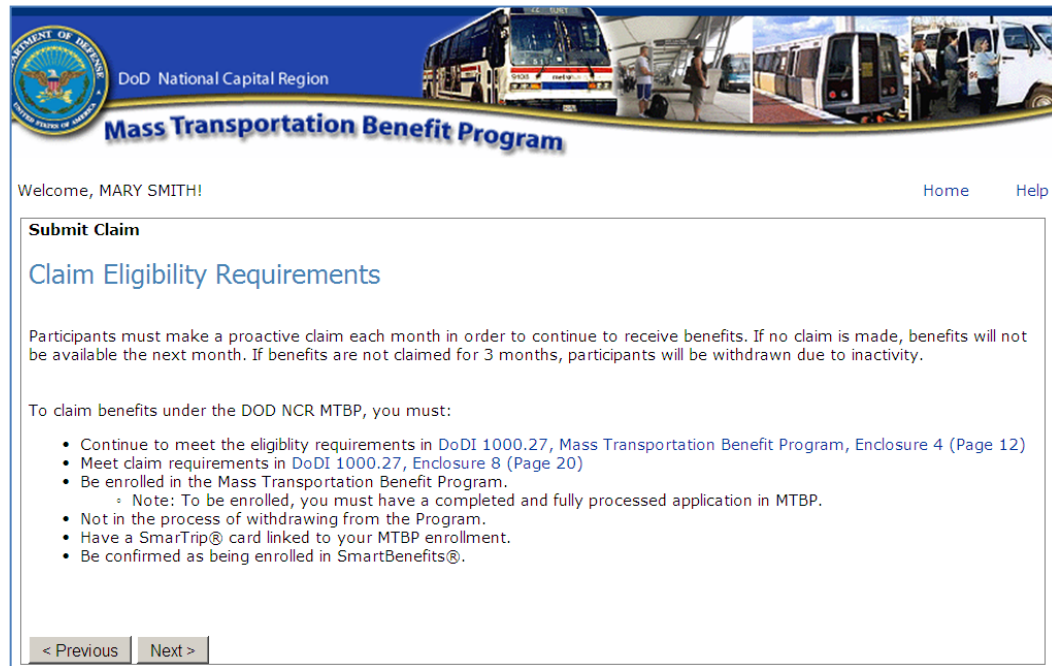 DoD National Capital Region
Mass Transportation Benefit Program
Welcome, MARY SMITH!
Home Help
Submit Claim
Claim Eligibility Requirements
Participants must make a proactive claim each month in order to continue to receive benefits. If no claim is made, benefits will not
be available the next month. If benefits are not claimed for 3 months, participants will be withdrawn due to inactivity.
To claim benefits under the DOD NCR MTBP, you must:
• Continue to meet the eligiblity requirements in DoDI 1000.27, Mass Transportation Benefit Program, Enclosure 4 (Page 12)
• Meet claim requirements in DoDI 1000.27, Enclosure 8 (Page 20)
• Be enrolled in the Mass Transportation Benefit Program.
◦ Note: To be enrolled, you must have a completed and fully processed application in MTBP.
• Not in the process of withdrawing from the Program.
• Have a SmarTrip® card linked to your MTBP enrollment.
• Be confirmed as being enrolled in SmartBenefits®.
< Previous Next >